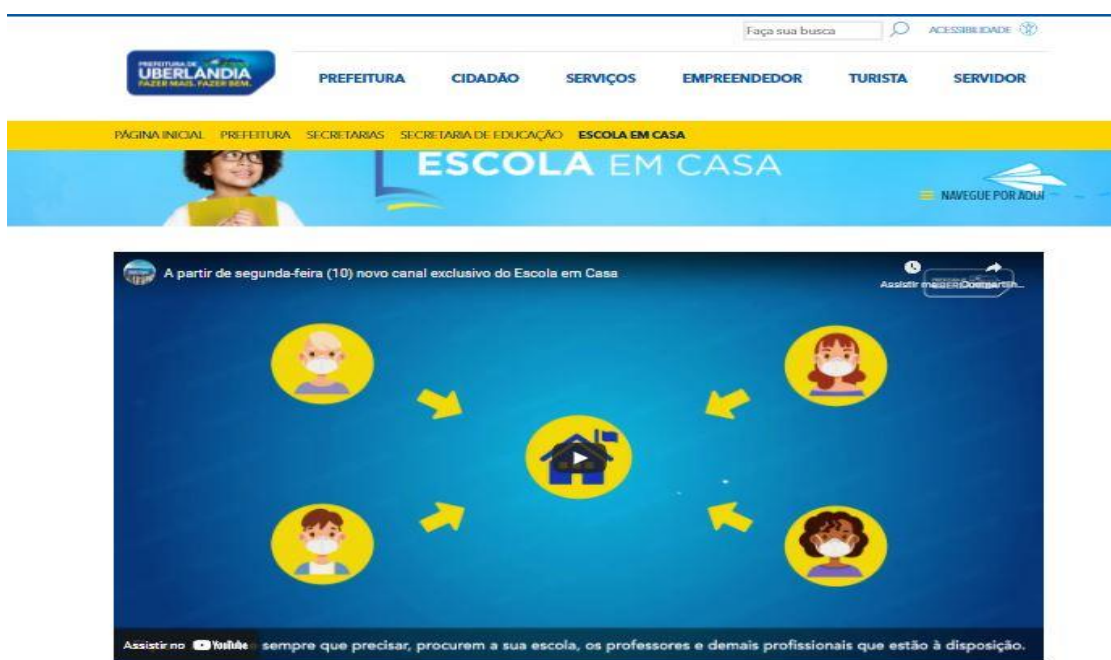 Faça sua busca
ACESSIBILIDADE
PREFEITURA DE
UBERLÂNDIA
FAZER MAIS. FAZER BEM.
PREFEITURA CIDADÃO SERVIÇOS EMPREENDEDOR TURISTA SERVIDOR
PÁGINA INICIAL PREFEITURA SECRETARIAS SECRETARIA DE EDUCAÇÃO ESCOLA EM CASA
ESCOLA EM CASA
NAVEGUE POR AQUI
A partir de segunda-feira (10) novo canal exclusivo do Escola em Casa
Assistir
Assistir no YouTube sempre que precisar, procurem a sua escola, os professores e demais profissionais que estão à disposição.